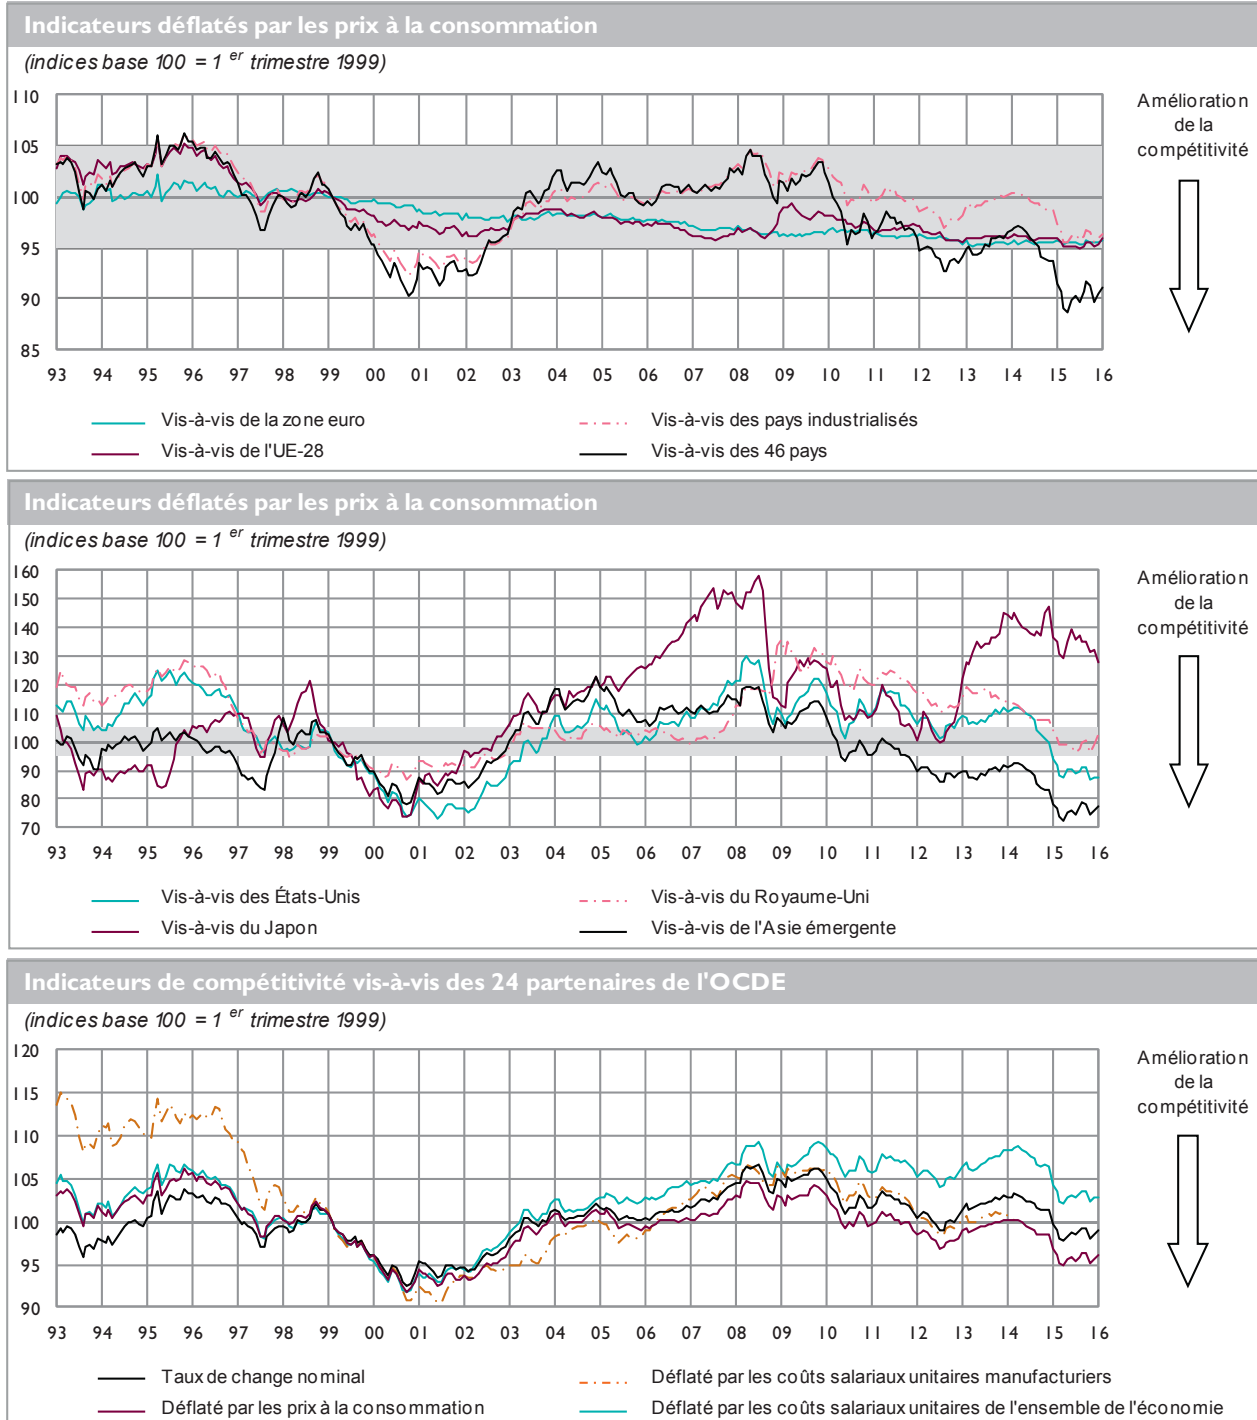 Indicateurs déflatés par les prix à la consommation
(indices base 100 = 1 er trimestre 1999)
110
105
100
95
90
85
93 94 95 96 97 98 99 00 01 02 03 04 05 06 07 08 09 10 11 12 13 14 15 16
Amélioration
de la
compétitivité
Vis-à-vis de la zone euro
Vis-à-vis des pays industrialisés
Vis-à-vis de l'UE-28
Vis-à-vis des 46 pays
Indicateurs déflatés par les prix à la consommation
(indices base 100 = 1 er trimestre 1999)
160
150
140
130
120
110
100
90
80
70
93 94 95 96 97 98 99 00 01 02 03 04 05 06 07 08 09 10 11 12 13 14 15 16
Amélioration
de la
compétitivité
Vis-à-vis des États-Unis
Vis-à-vis du Royaume-Uni
Vis-à-vis du Japon
Vis-à-vis de l'Asie émergente
Indicateurs de compétitivité vis-à-vis des 24 partenaires de l'OCDE
(indices base 100 = 1 er trimestre 1999)
120
115
110
105
100
95
90
93 94 95 96 97 98 99 00 01 02 03 04 05 06 07 08 09 10 11 12 13 14 15 16
Amélioration
de la
compétitivité
Taux de change nominal
Déflaté par les coûts salariaux unitaires manufacturiers
Déflaté par les prix à la consommation
Déflaté par les coûts salariaux unitaires de l'ensemble de l'économie